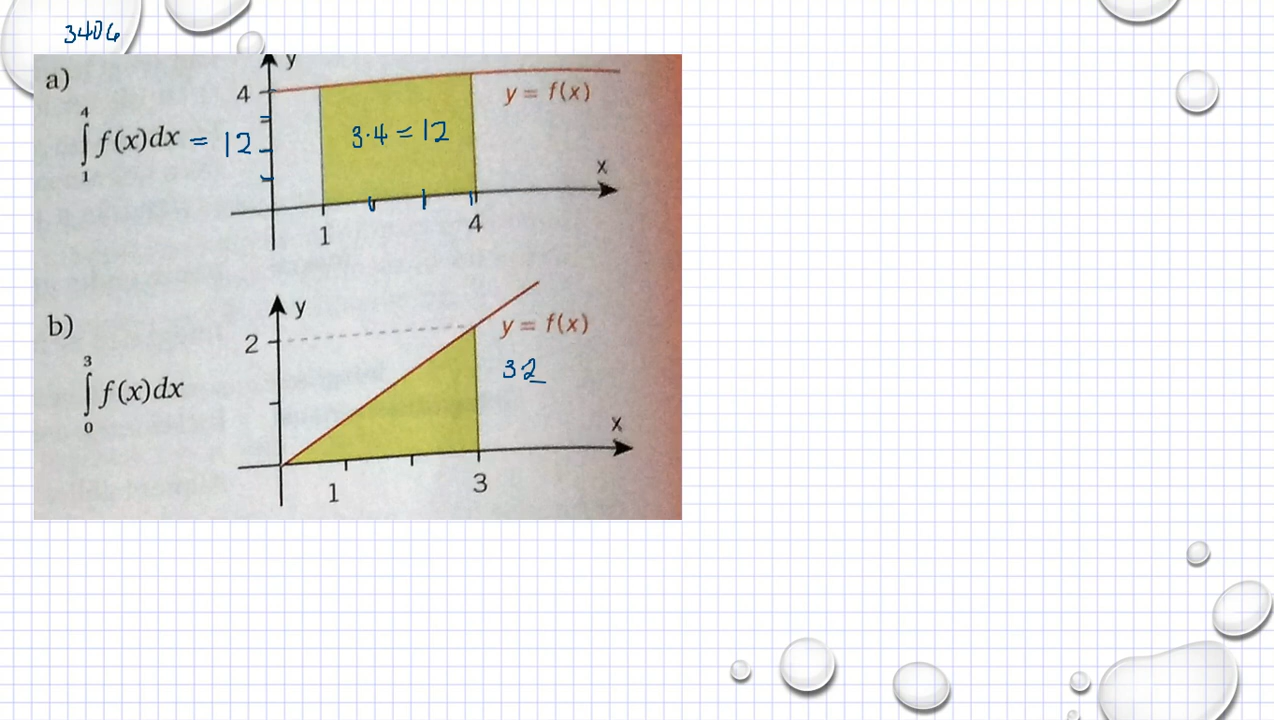 3406
a)
y
4
4
∫ f(x)dx = 12
1
3·4 = 12
y = f(x)
x
1
4
b)
y
2
y = f(x)
3
∫ f(x)dx
0
32
x
1
3